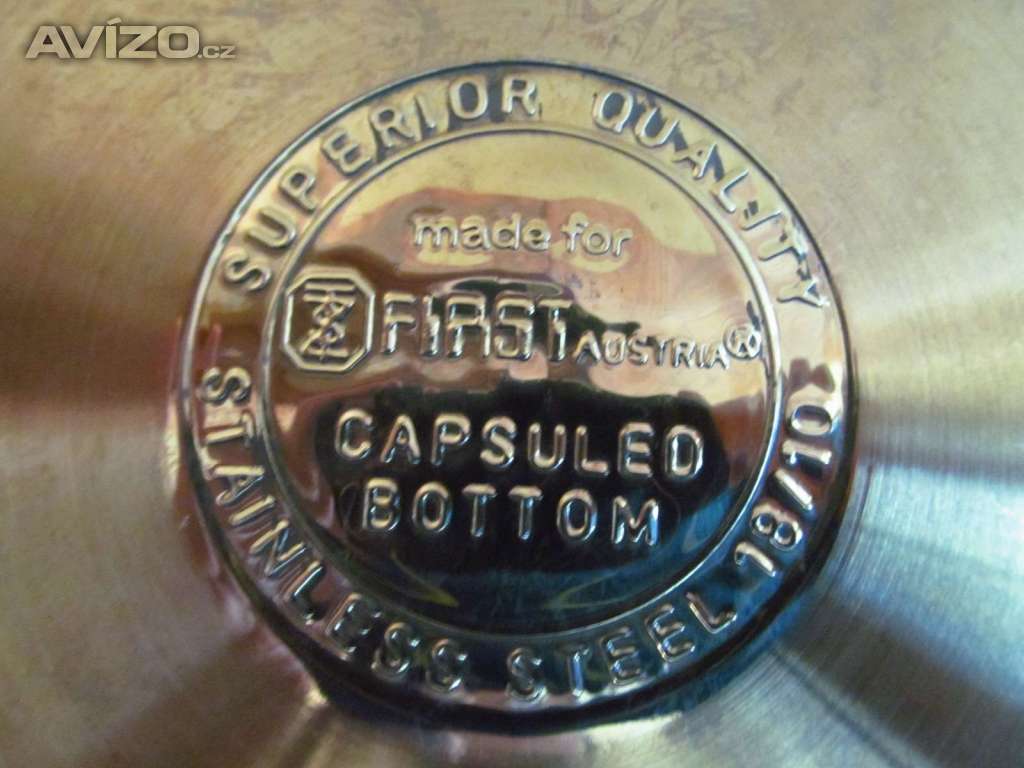 AVÍZO.cz
SUPERIOR QUALITY
made for
FIRST AUSTRIA®
CAPSULED
BOTTOM
STAINLESS STEEL 18/10